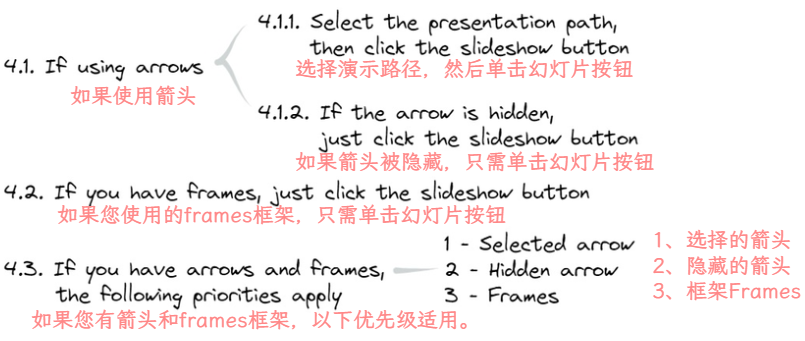 4.1. If using arrows
如果使用箭头
4.1.1. Select the presentation path,
then click the slideshow button
选择演示路径，然后单击幻灯片按钮
4.1.2. If the arrow is hidden,
just click the slideshow button
如果箭头被隐藏，只需单击幻灯片按钮
4.2. If you have frames, just click the slideshow button
如果您使用的frames框架，只需单击幻灯片按钮
4.3. If you have arrows and frames,
the following priorities apply
如果您有箭头和frames框架，以下优先级适用。
1 - Selected arrow
2 - Hidden arrow
3 - Frames
1、选择的箭头
2、隐藏的箭头
3、框架Frames